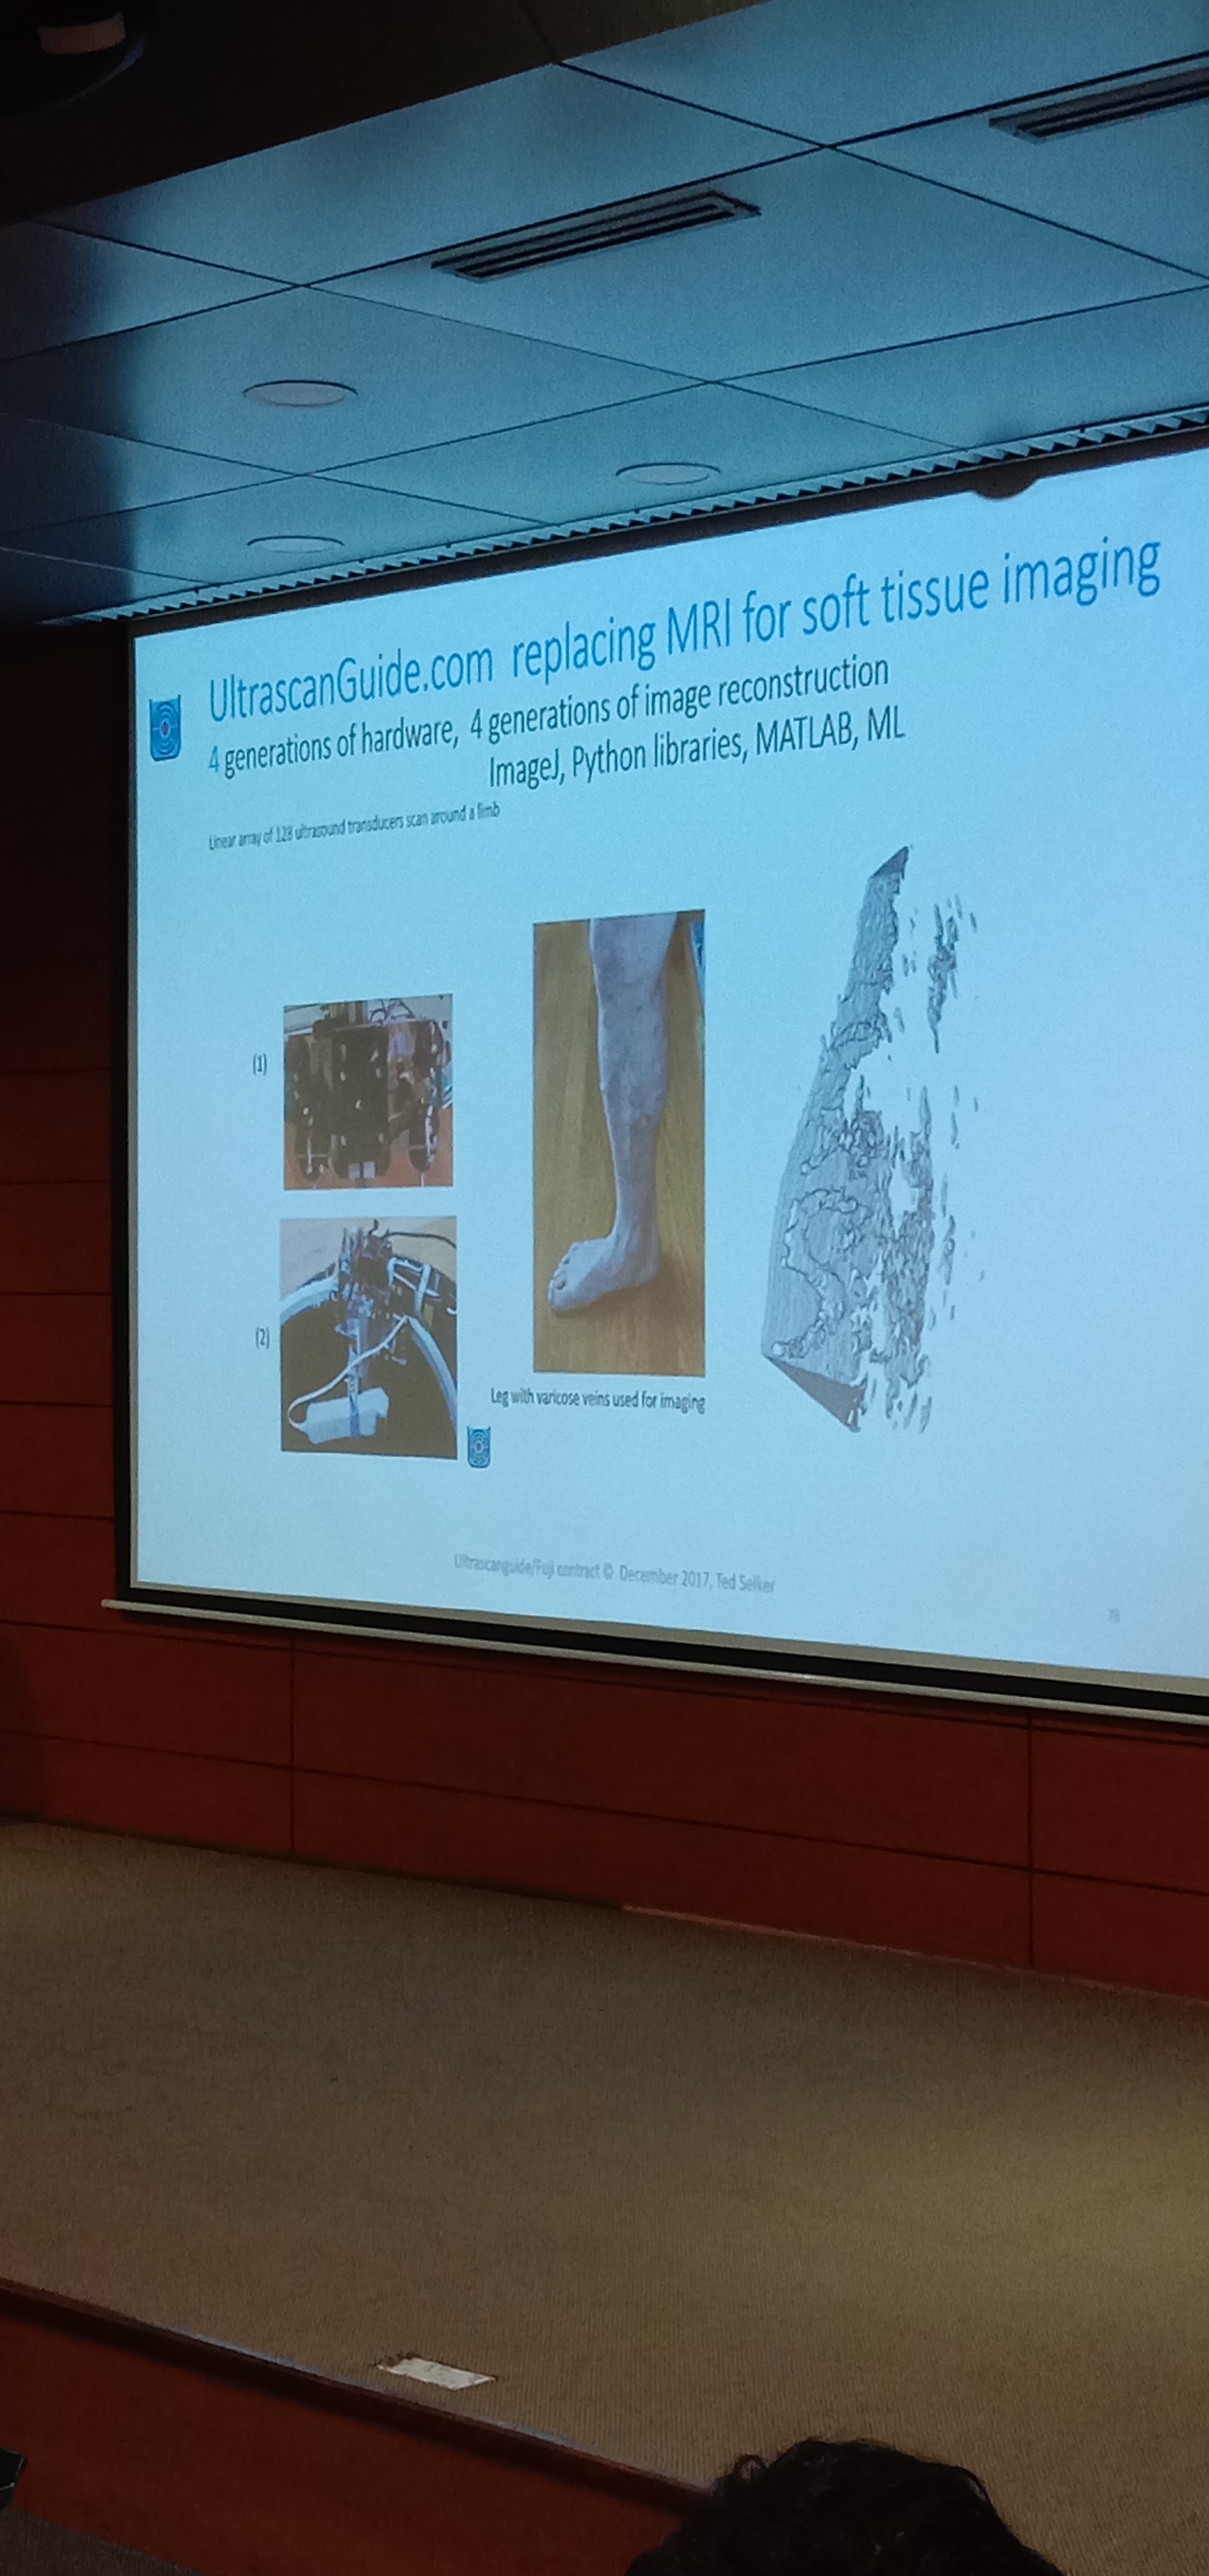 UltrascanGuide.com replacing MRI for soft tissue imaging
4 generations of hardware, 4 generations of image reconstruction
ImageJ, Python libraries, MATLAB, ML
Linear array of 128 ultrasound transducers scan around a limb
(1)
(2)
Leg with varicose veins used for imaging
Ultrascanguide/Fuji contract © December 2017, Ted Selker